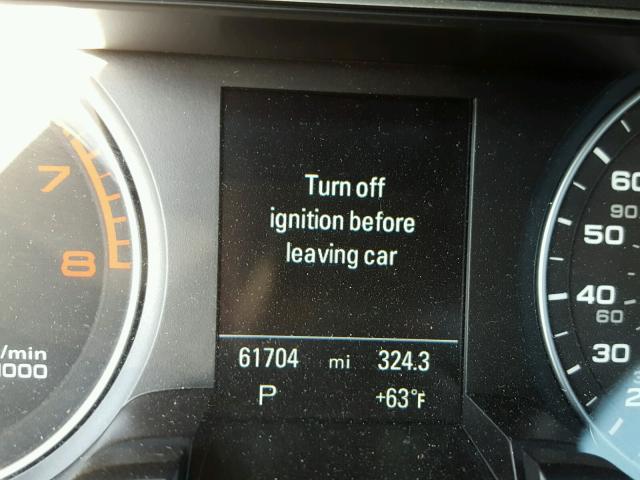 Turn off
ignition before
leaving car
61704 mi 324.3
P +63°F
7
8
/min
1000
60
90
50
40
60
30
2